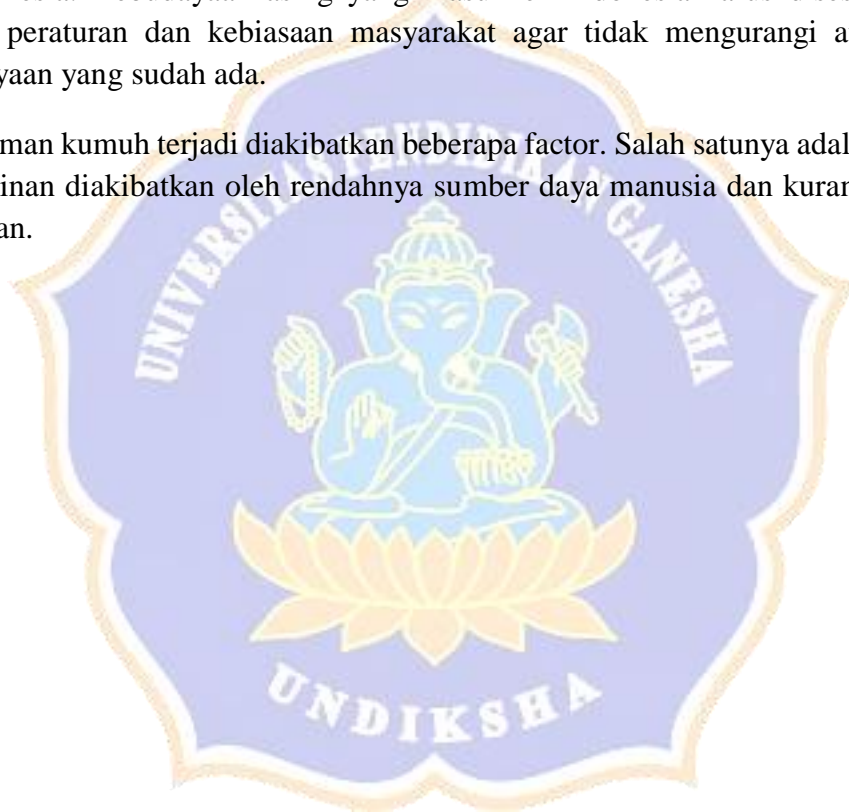 peraturan dan kebiasaan masyarakat agar tidak mengurangi a
yaan yang sudah ada.
man kumuh terjadi diakibatkan beberapa factor. Salah satunya adal
inan diakibatkan oleh rendahnya sumber daya manusia dan kuran
an.
UNIVERSITAS PENDIDIKAN GANESHA
UNDIKSHA